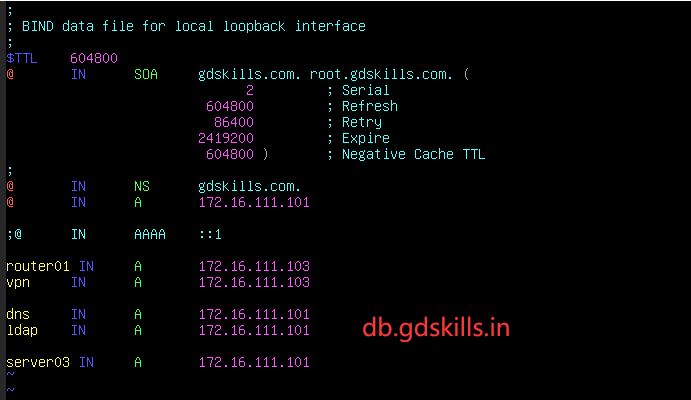 ;
; BIND data file for local loopback interface
;
$TTL    604800
@       IN      SOA     gdskills.com. root.gdskills.com. (
                              2         ; Serial
                         604800         ; Refresh
                          86400         ; Retry
                        2419200         ; Expire
                         604800 )       ; Negative Cache TTL
;
@       IN      NS      gdskills.com.
@       IN      A       172.16.111.101
;@      IN      AAAA    ::1
router01 IN     A       172.16.111.103
vpn     IN      A       172.16.111.103
dns     IN      A       172.16.111.101
ldap    IN      A       172.16.111.101
db.gdskills.in
server03 IN     A       172.16.111.101
~
~